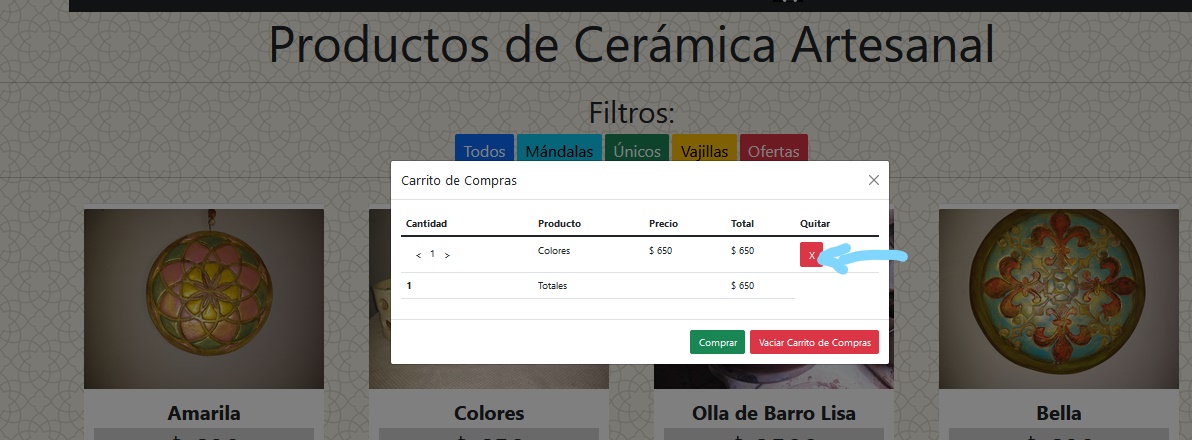 Productos de Cerámica Artesanal
Filtros:
Todos Mándalas Únicos Vajillas Ofertas
Carrito de Compras
Cantidad Producto Precio Total Quitar
< 1 > Colores $ 650 $ 650 X
1 Totales $ 650
Comprar Vaciar Carrito de Compras
Amarila Colores Olla de Barro Lisa Bella